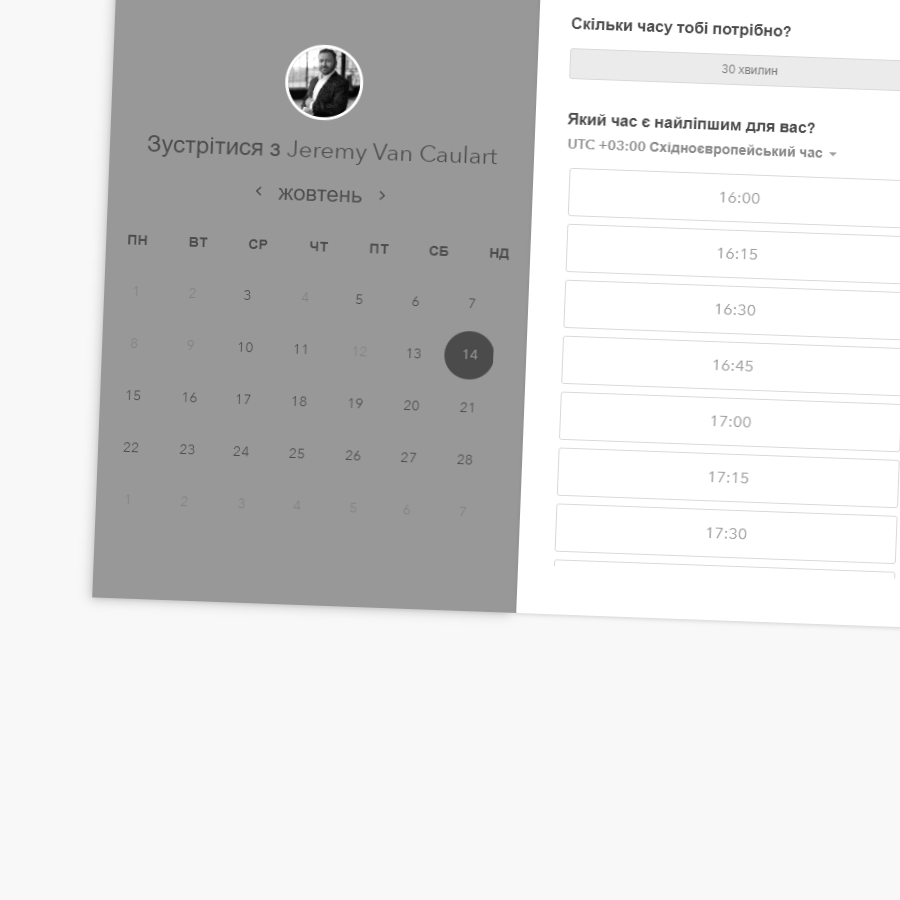 Зустрітися з Jeremy Van Caulart
жовтень
ПН ВТ СР ЧТ ПТ СБ НД
1 2 3 4 5 6 7
8 9 10 11 12 13 14
15 16 17 18 19 20 21
22 23 24 25 26 27 28
1 2 3 4 5 6 7
Скільки часу тобі потрібно?
30 хвилин
Який час є найліпшим для вас?
UTC +03:00 Східноєвропейський час
16:00
16:15
16:30
16:45
17:00
17:15
17:30